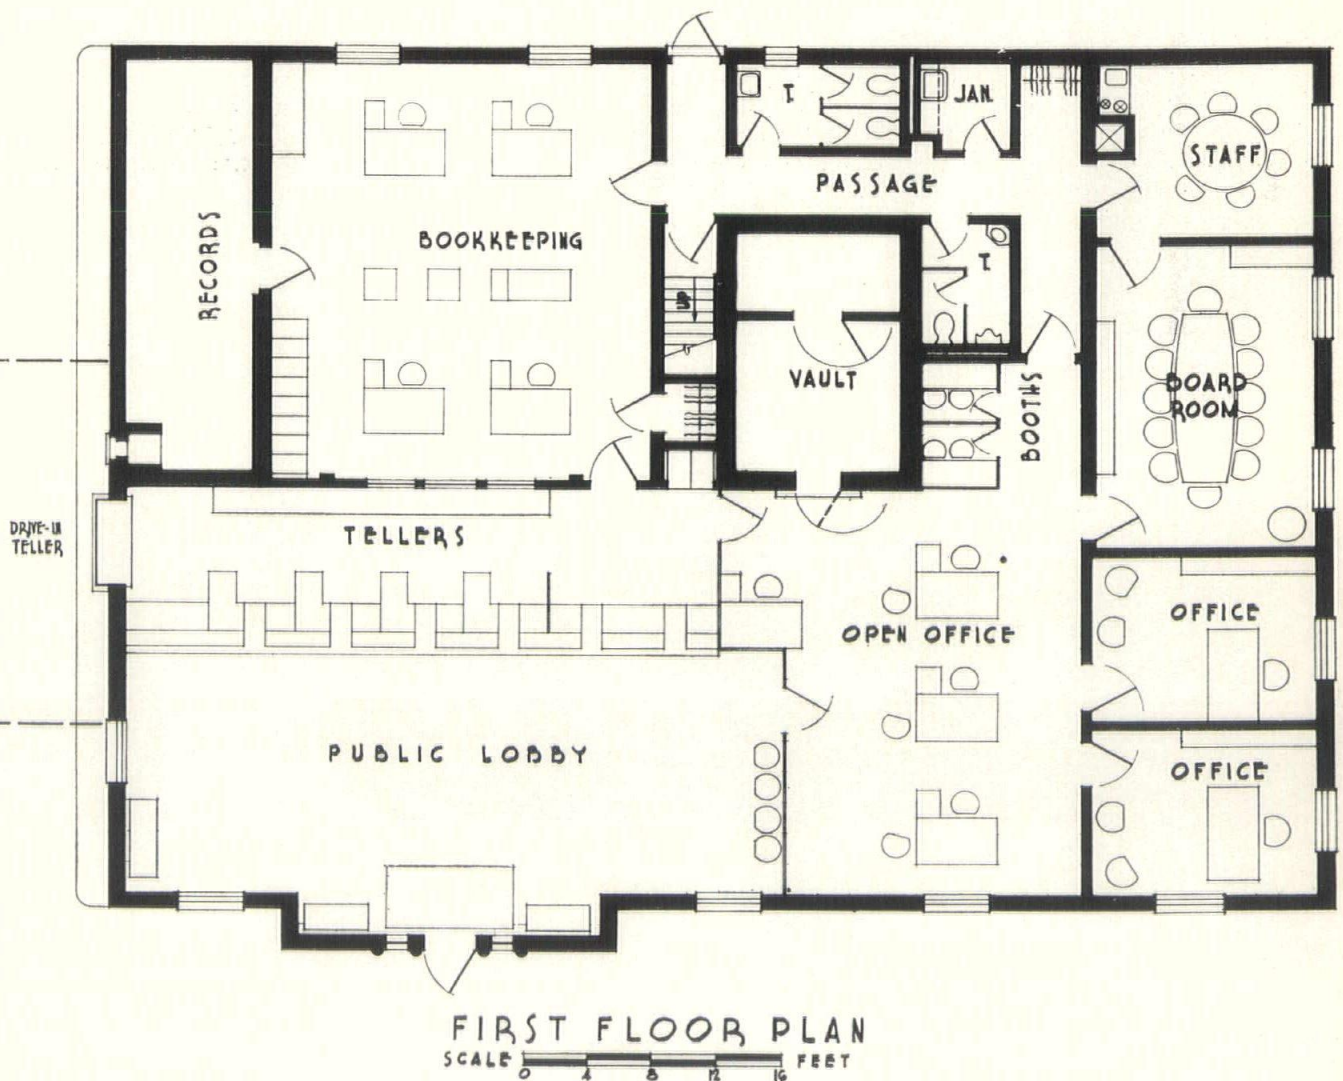 T.
JAN.
STAFF
PASSAGE
RECORDS
BOOKKEEPING
T.
UP
VAULT
BOARD
ROOM
BOOTHS
DRIVE-IN
TELLER
TELLERS
OFFICE
OPEN OFFICE
PUBLIC LOBBY
OFFICE
FIRST FLOOR PLAN
SCALE FEET
0 4 8 12 16